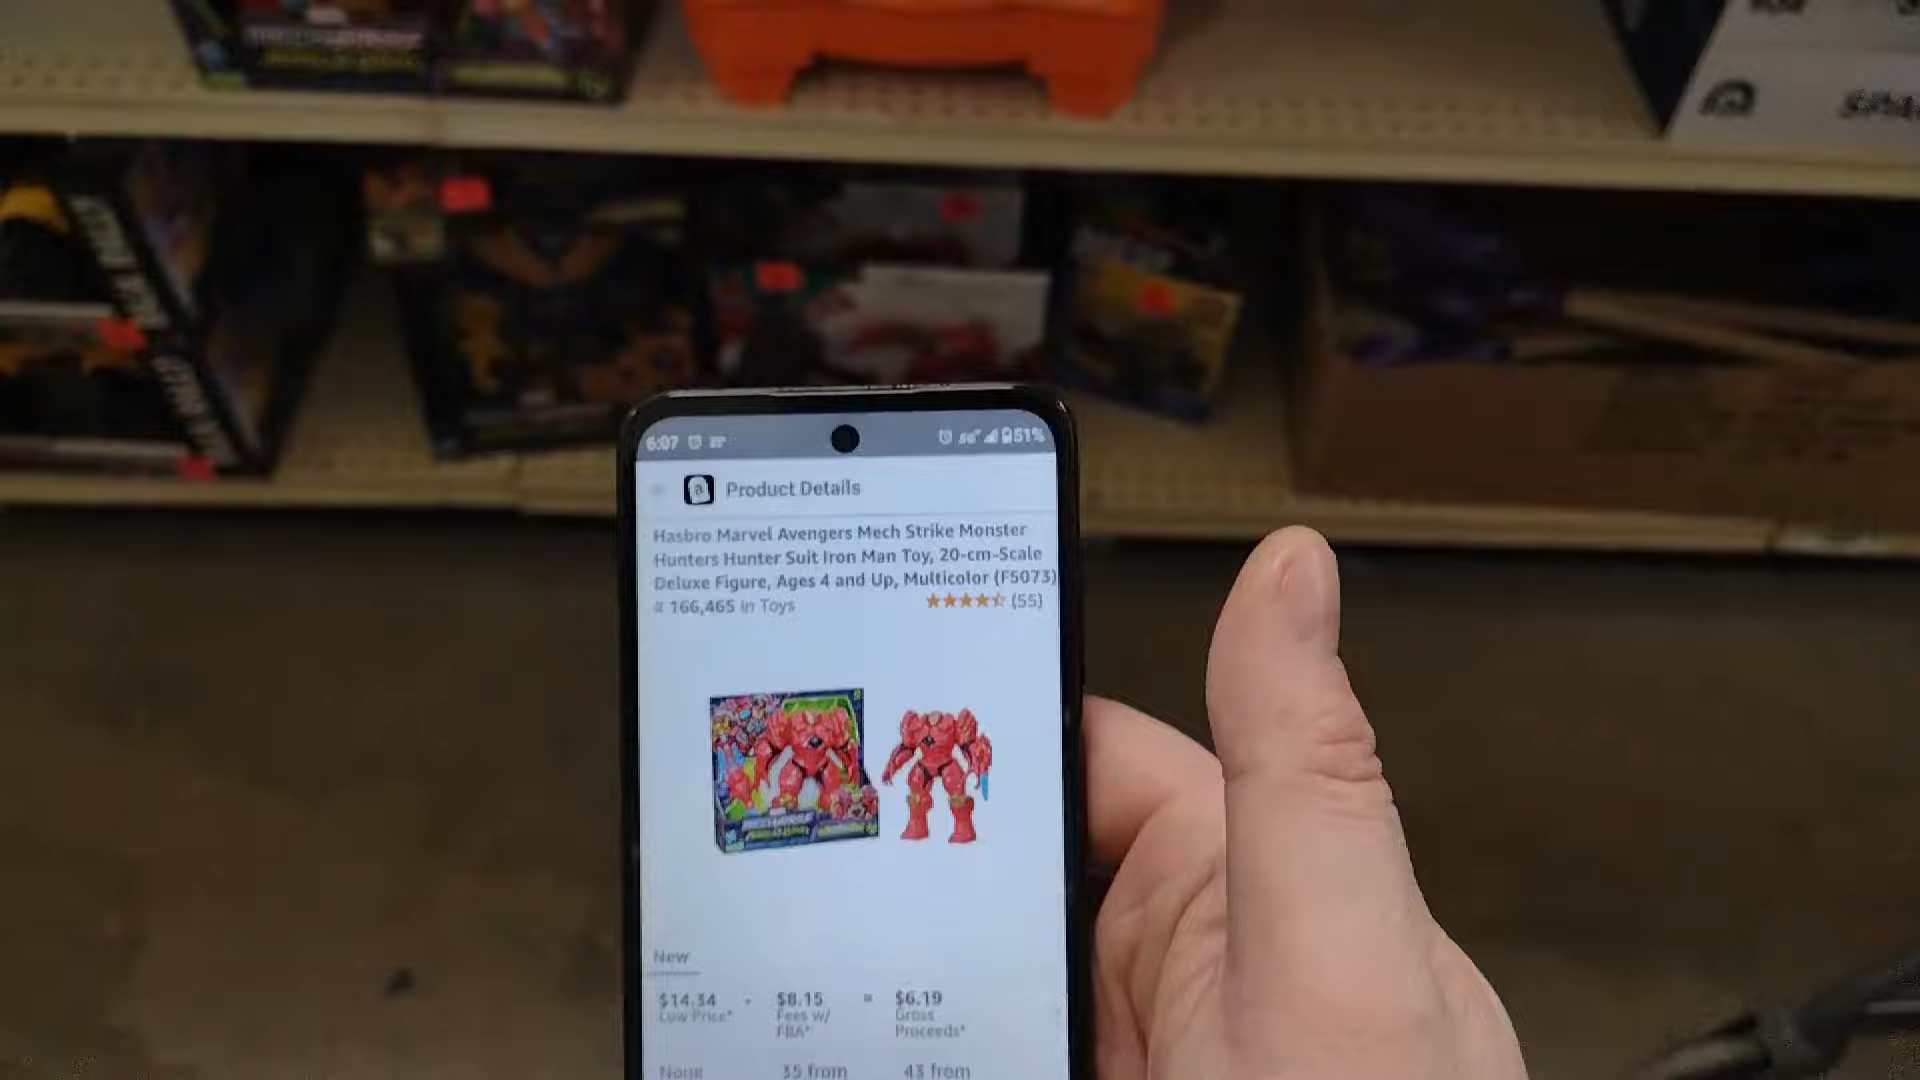 6:07
51%
Product Details
Hasbro Marvel Avengers Mech Strike Monster
Hunters Hunter Suit Iron Man Toy, 20-cm-Scale
Deluxe Figure, Ages 4 and Up, Multicolor (F5073)
# 166,465 in Toys
(55)
New
$14.34 - $8.15 = $6.19
Low Price* Fees w/ FBA* Gross Proceeds*
None 35 from 43 from